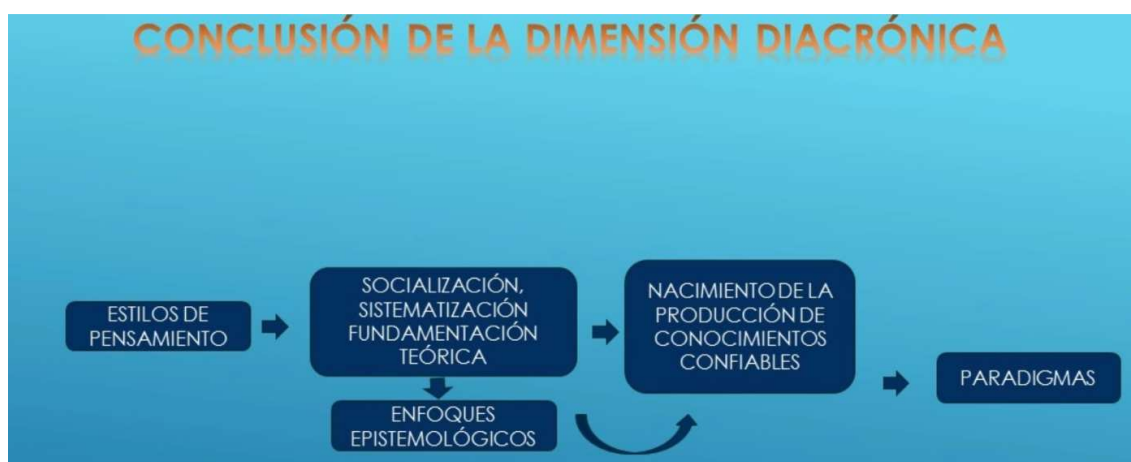 CONCLUSIÓN DE LA DIMENSIÓN DIACRÓNICA
ESTILOS DE
PENSAMIENTO
SOCIALIZACIÓN,
SISTEMATIZACIÓN
FUNDAMENTACIÓN
TEÓRICA
ENFOQUES
EPISTEMOLÓGICOS
NACIMIENTO DE LA
PRODUCCIÓN DE
CONOCIMIENTOS
CONFIABLES
PARADIGMAS